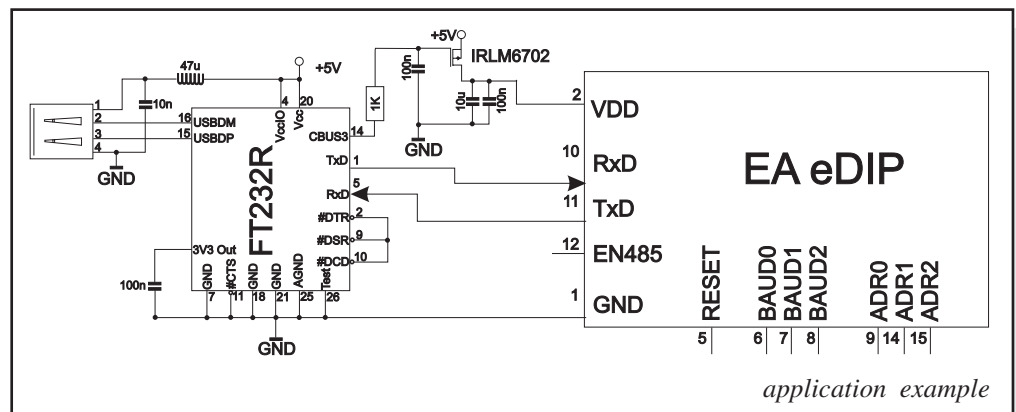 +5V
IRLM6702
47u
+5V
100n
1K
10u
100n
1
2
3
4
10n
GND
16
15
USBDM
USBDP
4
20
VccIO
Vcc
CBUS3
14
GND
TxD
1
RxD
5
#DTR
2
#DSR
9
#DCD
10
FT232R
3V3 Out
100n
GND
#CTS
GND
GND
AGND
Test
7
11
18
21
25
26
GND
2
VDD
10
RxD
11
TxD
12
EN485
1
GND
EA eDIP
RESET
BAUD0
BAUD1
BAUD2
ADR0
ADR1
ADR2
5
6
7
8
9
14
15
application example